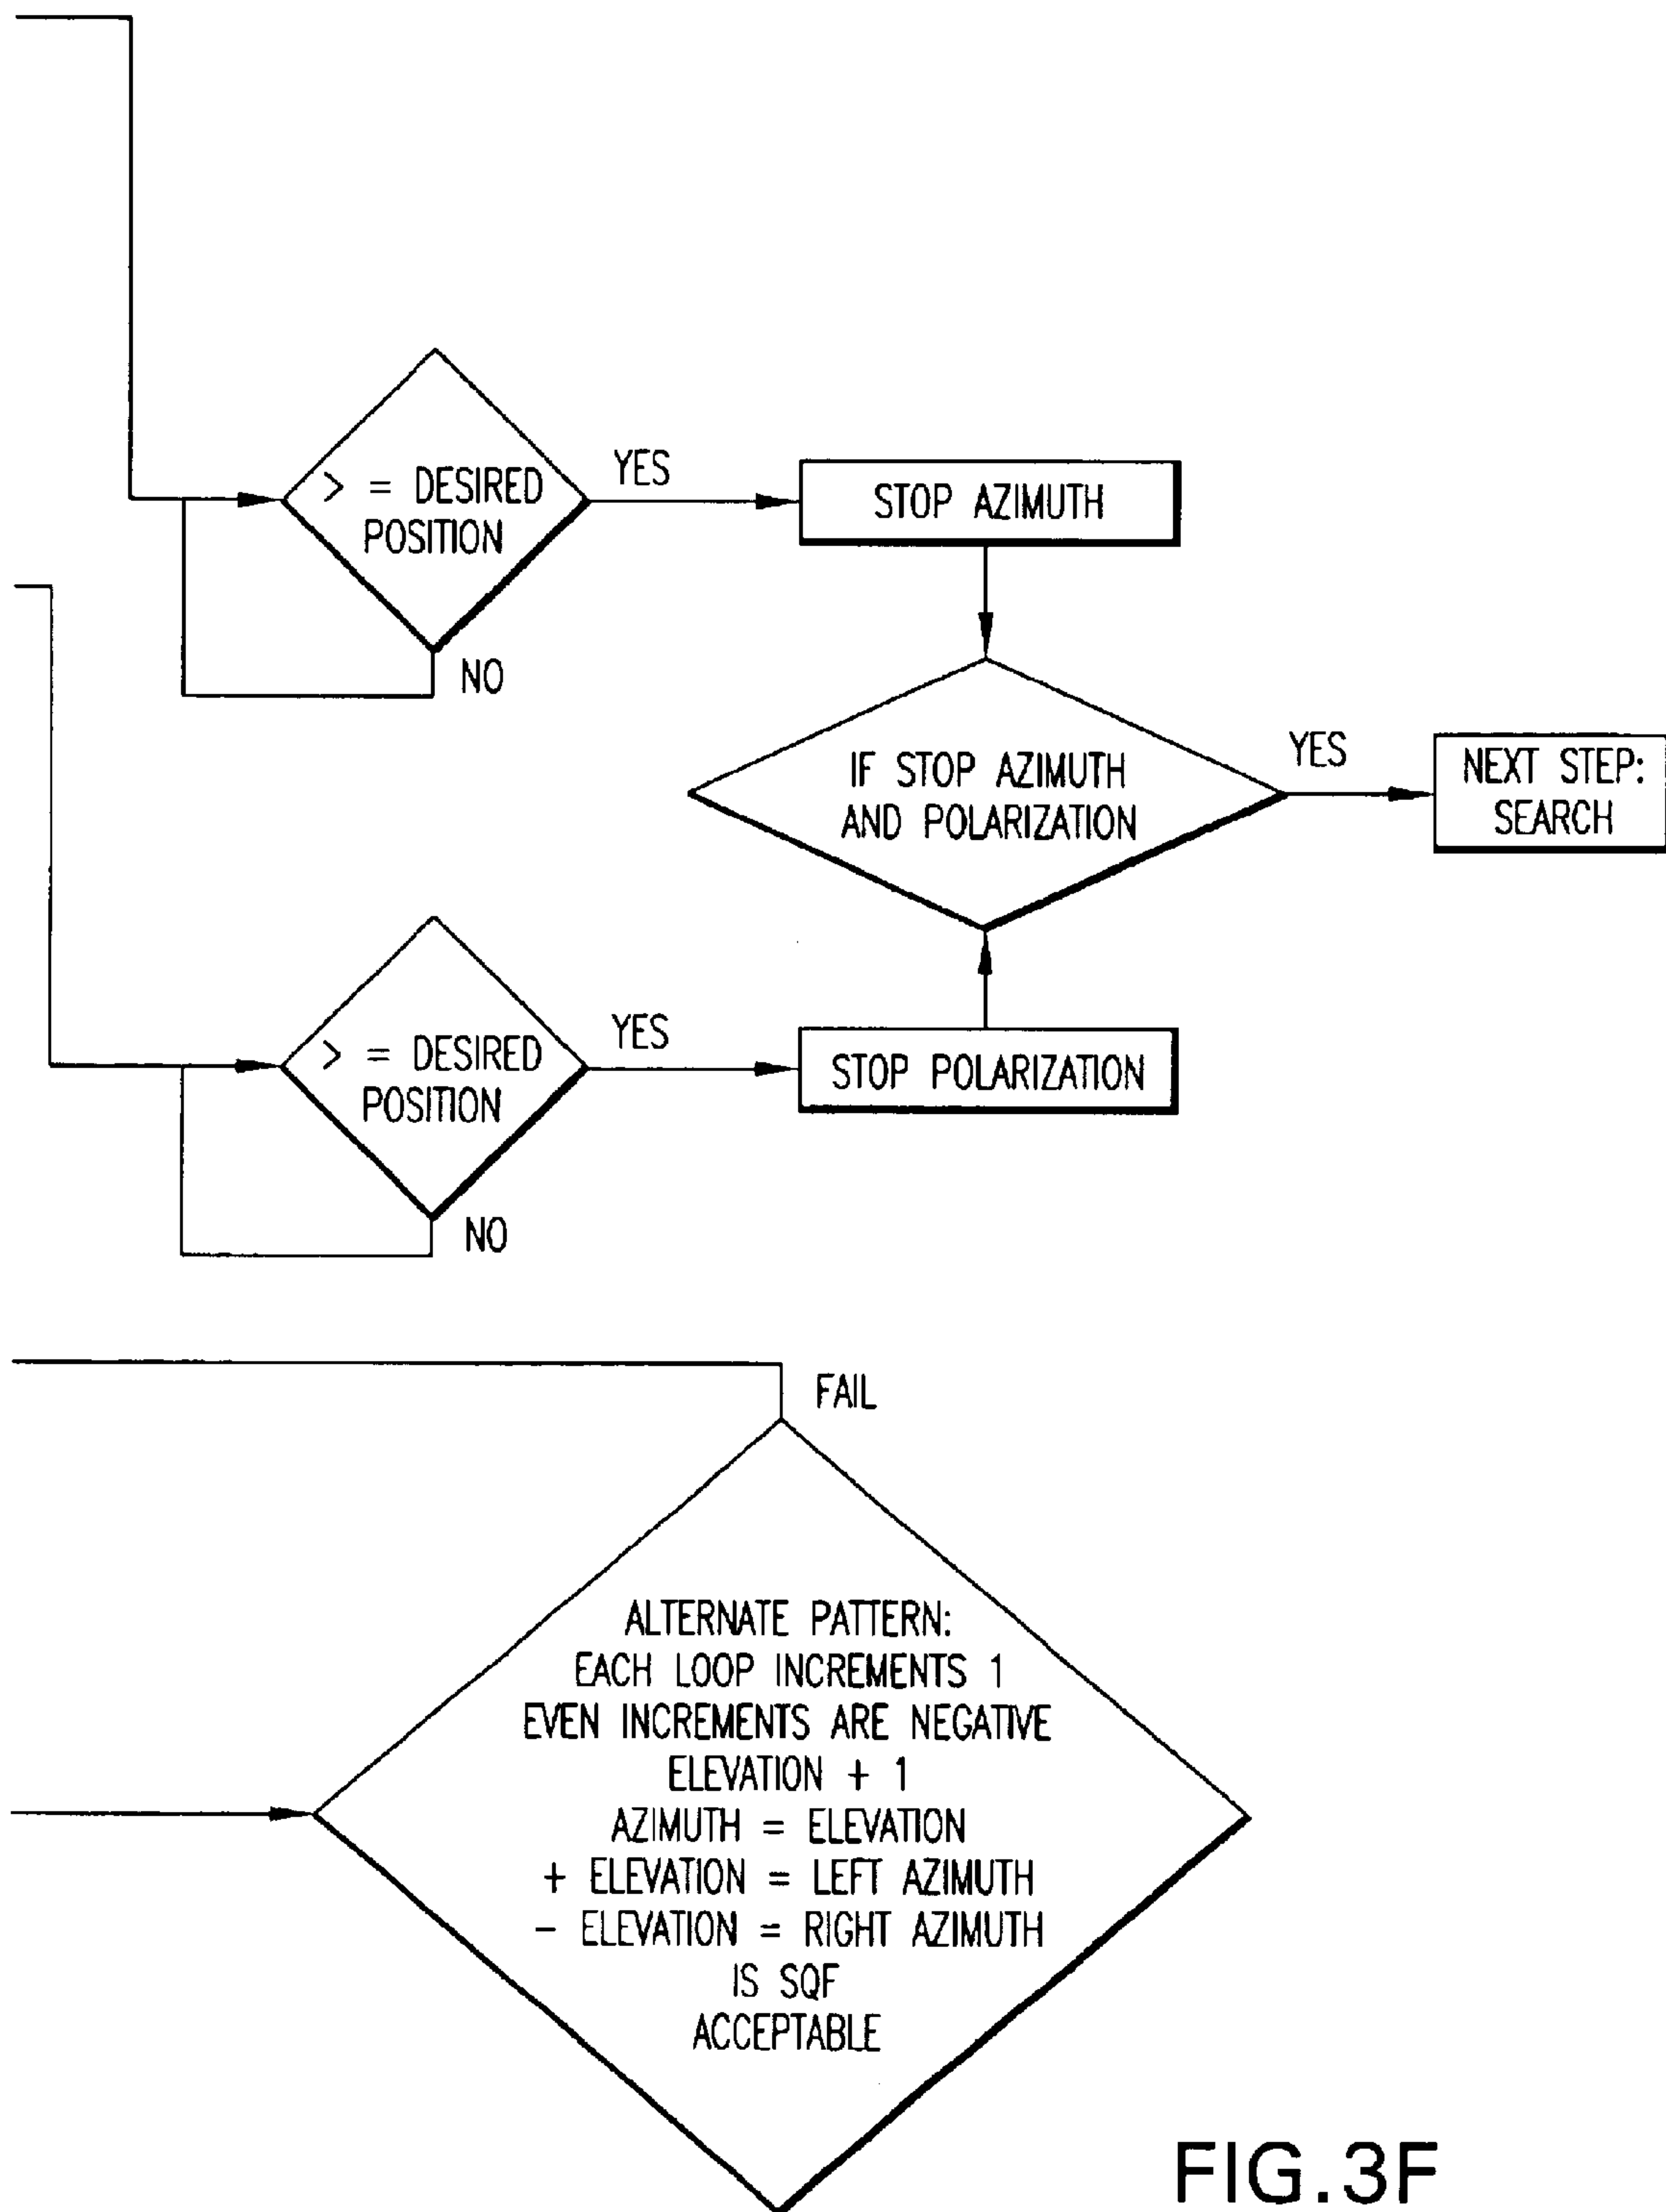 > = DESIRED
POSITION
YES
NO
STOP AZIMUTH
IF STOP AZIMUTH
AND POLARIZATION
YES
NEXT STEP:
SEARCH
> = DESIRED
POSITION
YES
NO
STOP POLARIZATION
FAIL
ALTERNATE PATTERN:
EACH LOOP INCREMENTS 1
EVEN INCREMENTS ARE NEGATIVE
ELEVATION + 1
AZIMUTH = ELEVATION
+ ELEVATION = LEFT AZIMUTH
- ELEVATION = RIGHT AZIMUTH
IS SQF
ACCEPTABLE
FIG.3F